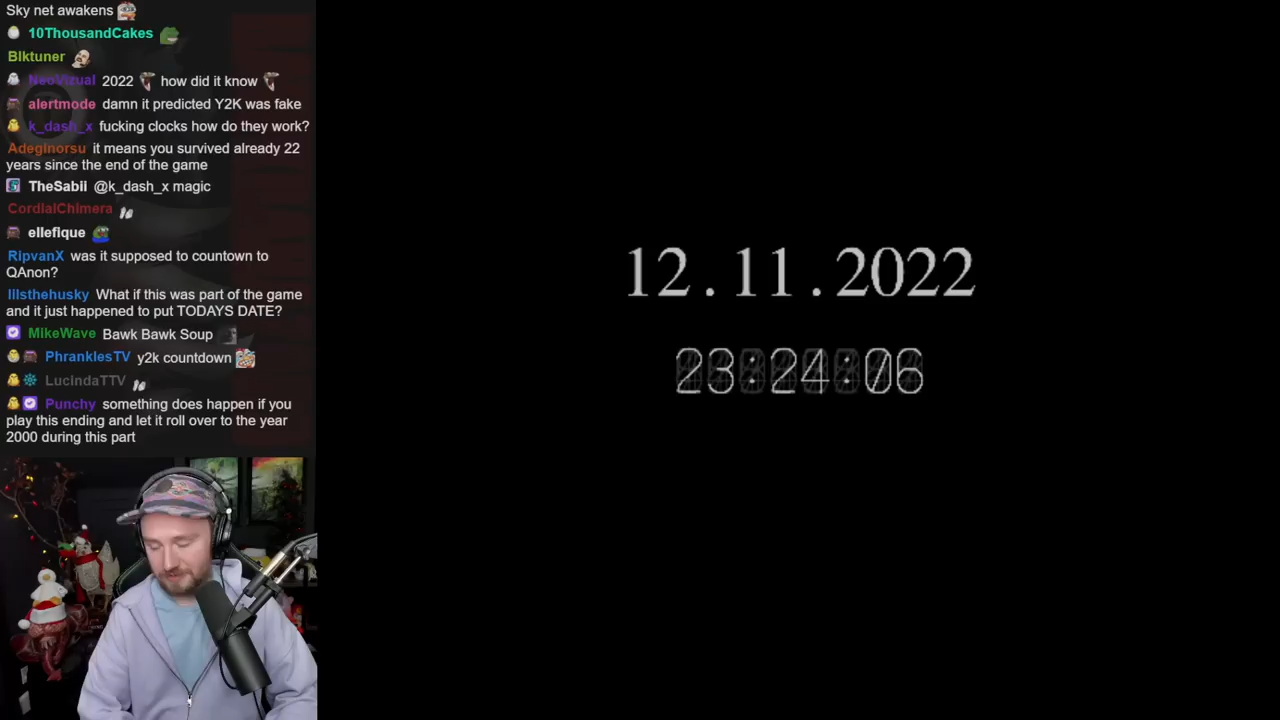 Sky net awakens
10ThousandCakes
Blktuner
NeoVizual 2022 how did it know
alertmode damn it predicted Y2K was fake
k_dash_x fucking clocks how do they work?
Adeginorsu it means you survived already 22
years since the end of the game
TheSabii @k_dash_x magic
CordialChimera
ellefique
RipvanX was it supposed to countown to
QAnon?
lllsthehusky What if this was part of the game
and it just happened to put TODAYS DATE?
MikeWave Bawk Bawk Soup
PhranklesTV y2k countdown
LucindaTTV
Punchy something does happen if you
play this ending and let it roll over to the year
2000 during this part
12.11.2022
23:24:06